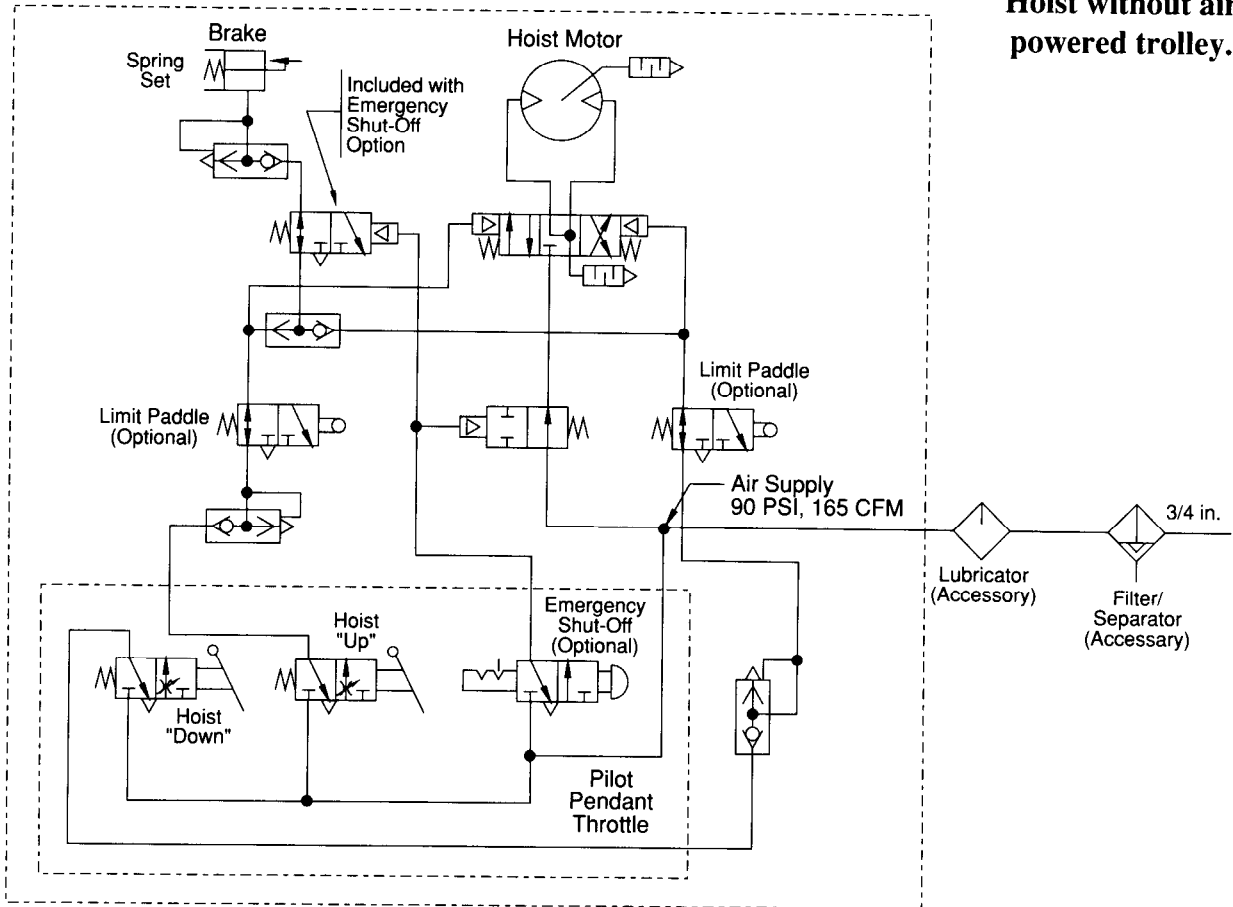 Hoist without air
powered trolley.
Brake
Spring
Set
Included with
Emergency
Shut-Off
Option
Hoist Motor
Limit Paddle
(Optional)
Limit Paddle
(Optional)
Air Supply
90 PSI, 165 CFM
3/4 in.
Lubricator
(Accessory)
Filter/
Separator
(Accessary)
Hoist
"Up"
Emergency
Shut-Off
(Optional)
Hoist
"Down"
Pilot
Pendant
Throttle